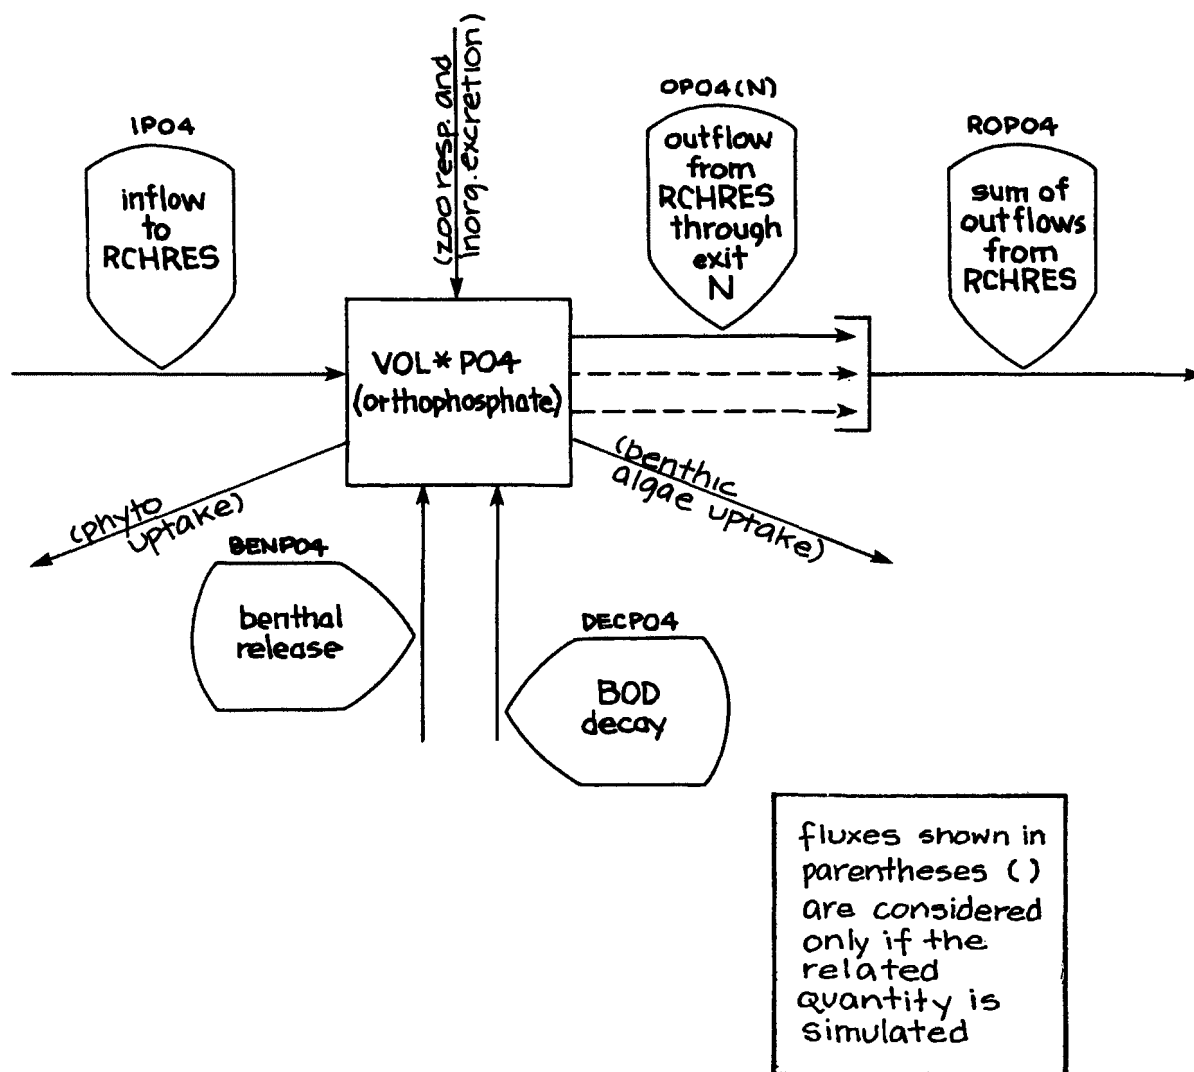 IPO4
inflow
to
RCHRES
(zoo resp. and
inorg. excretion)
OPO4(N)
outflow
from
RCHRES
through
exit
N
ROPO4
sum of
outflows
from
RCHRES
VOL* PO4
(orthophosphate)
(phyto
uptake)
(benthic
algae uptake)
BENPO4
benthal
release
DECPO4
BOD
decay
fluxes shown in
parentheses ( )
are considered
only if the
related
quantity is
simulated